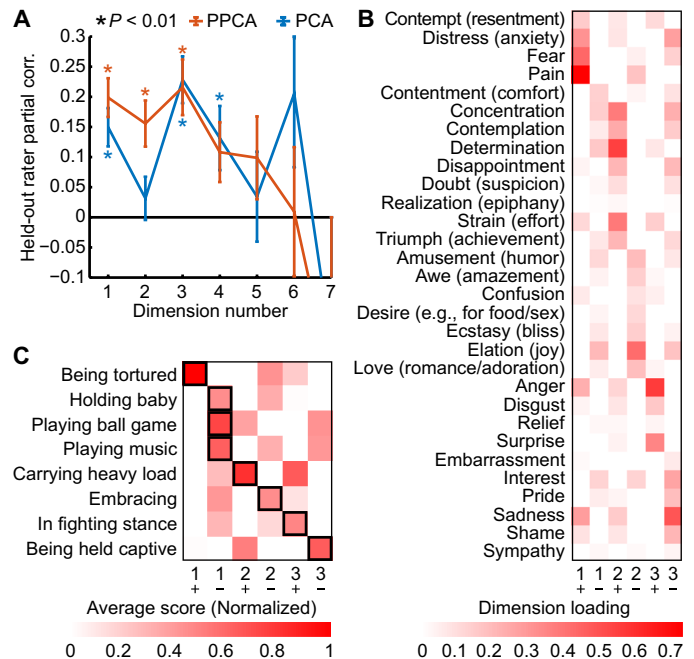 A
*P < 0.01
PPCA
PCA
Held-out rater partial corr.
0.3
0.25
0.2
0.15
0.1
0.05
0
−0.05
−0.1
1 2 3 4 5 6 7
Dimension number
B
Contempt (resentment)
Distress (anxiety)
Fear
Pain
Contentment (comfort)
Concentration
Contemplation
Determination
Disappointment
Doubt (suspicion)
Realization (epiphany)
Strain (effort)
Triumph (achievement)
Amusement (humor)
Awe (amazement)
Confusion
Desire (e.g., for food/sex)
Ecstasy (bliss)
Elation (joy)
Love (romance/adoration)
Anger
Disgust
Relief
Surprise
Embarrassment
Interest
Pride
Sadness
Shame
Sympathy
1 1 2 2 3 3
+ − + − + −
Dimension loading
0 0.1 0.2 0.3 0.4 0.5 0.6 0.7
C
Being tortured
Holding baby
Playing ball game
Playing music
Carrying heavy load
Embracing
In fighting stance
Being held captive
1 1 2 2 3 3
+ − + − + −
Average score (Normalized)
0 0.2 0.4 0.6 0.8 1